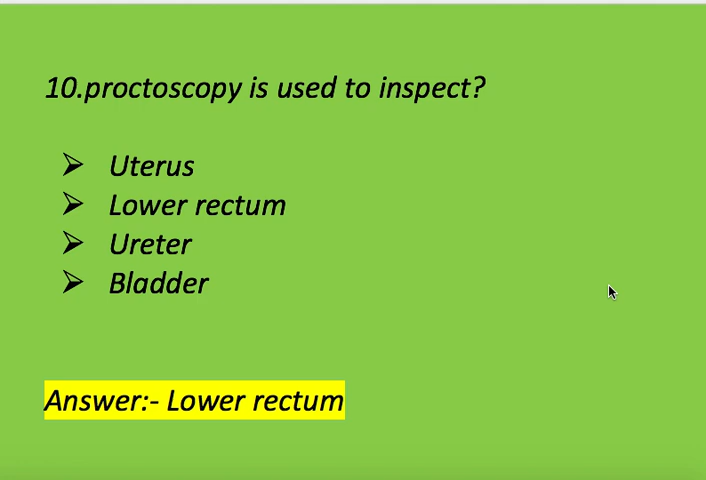 10.proctoscopy is used to inspect?
➢ Uterus
➢ Lower rectum
➢ Ureter
➢ Bladder
Answer:- Lower rectum